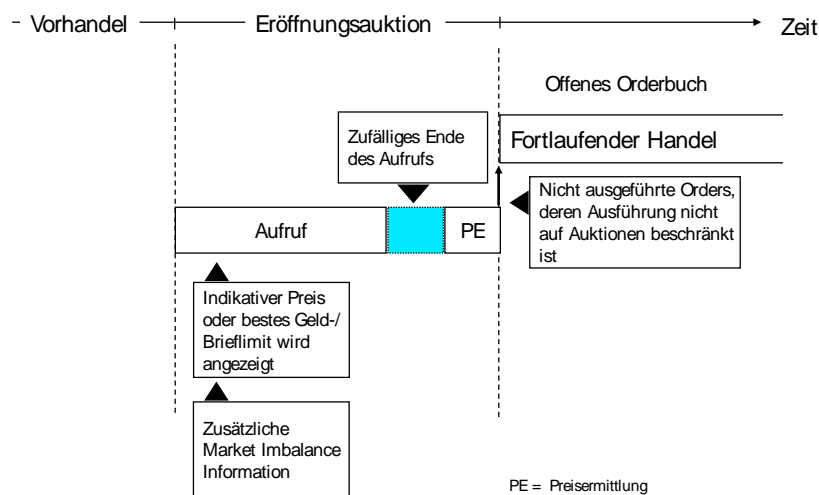 Vorhandel
Eröffnungsauktion
Zeit
Offenes Orderbuch
Zufälliges Ende
des Aufrufs
Fortlaufender Handel
Nicht ausgeführte Orders,
deren Ausführung nicht
auf Auktionen beschränkt
ist
Aufruf
PE
Indikativer Preis
oder bestes Geld-/
Brieflimit wird
angezeigt
Zusätzliche
Market Imbalance
Information
PE = Preisermittlung